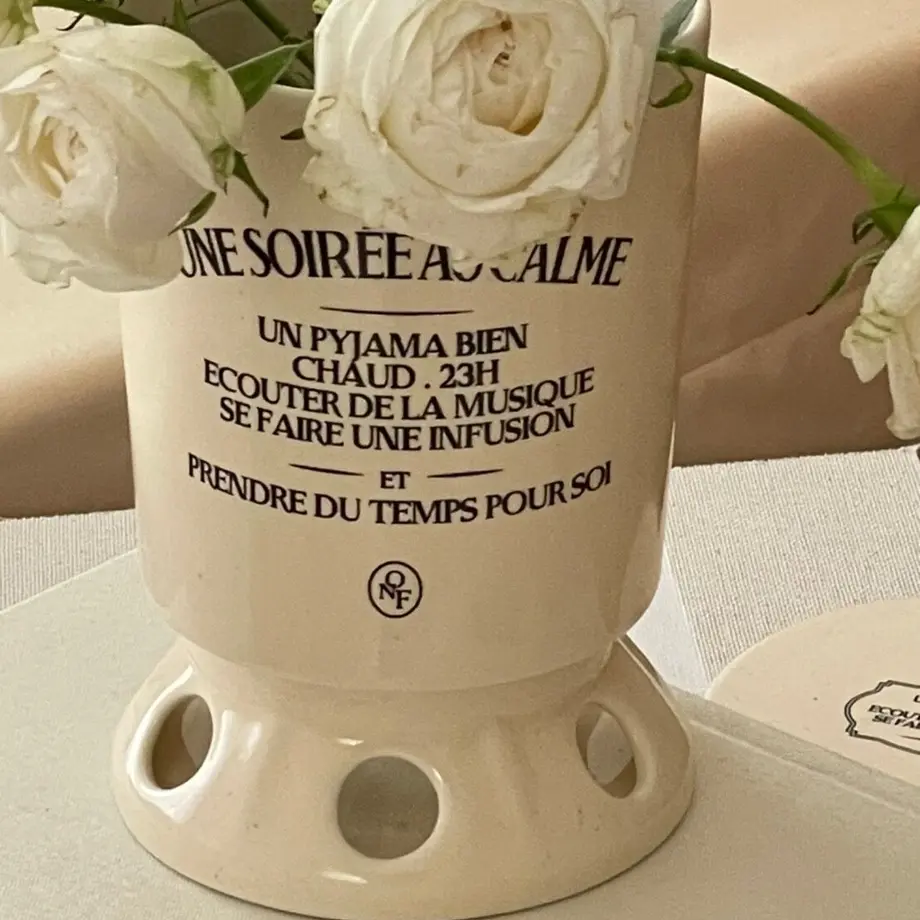 UNE SOIRÉE AU CALME
UN PYJAMA BIEN
CHAUD . 23H
ECOUTER DE LA MUSIQUE
SE FAIRE UNE INFUSION
ET
PRENDRE DU TEMPS POUR SOI
ONF